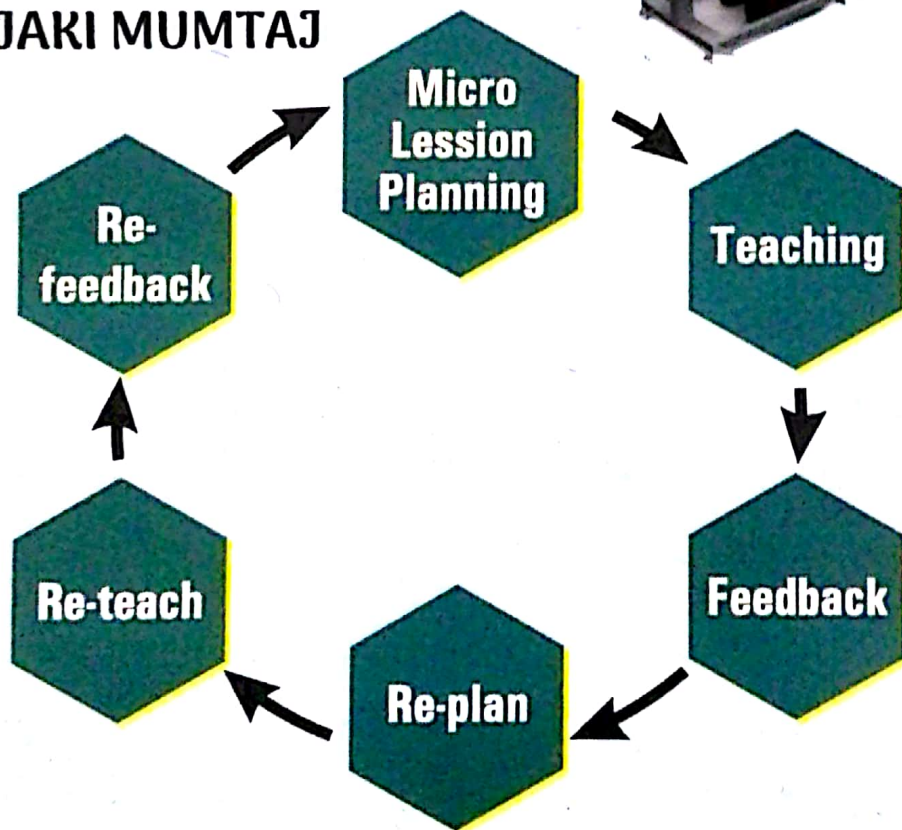 JAKI MUMTAJ
Micro
Lession
Planning
Teaching
Feedback
Re-plan
Re-teach
Re-
feedback